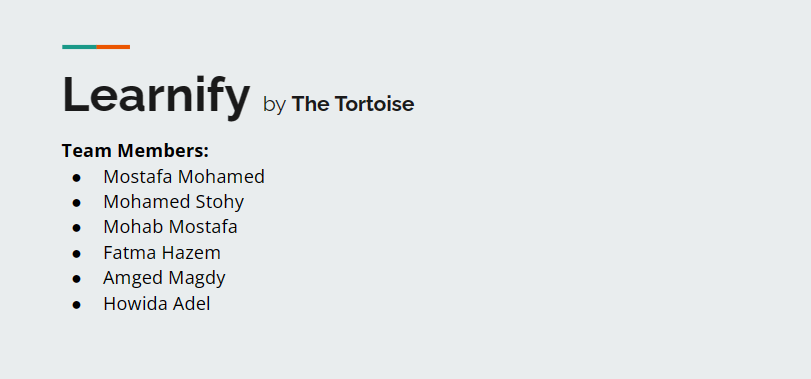 Learnify by The Tortoise
Team Members:
● Mostafa Mohamed
● Mohamed Stohy
● Mohab Mostafa
● Fatma Hazem
● Amged Magdy
● Howida Adel